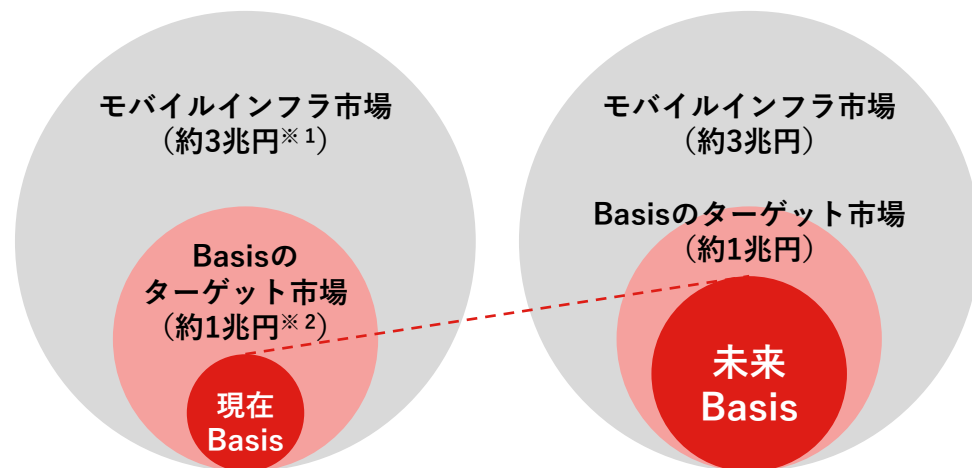 モバイルインフラ市場
（約3兆円※1）
Basisの
ターゲット市場
（約1兆円※2）
現在
Basis
モバイルインフラ市場
（約3兆円）
Basisのターゲット市場
（約1兆円）
未来
Basis